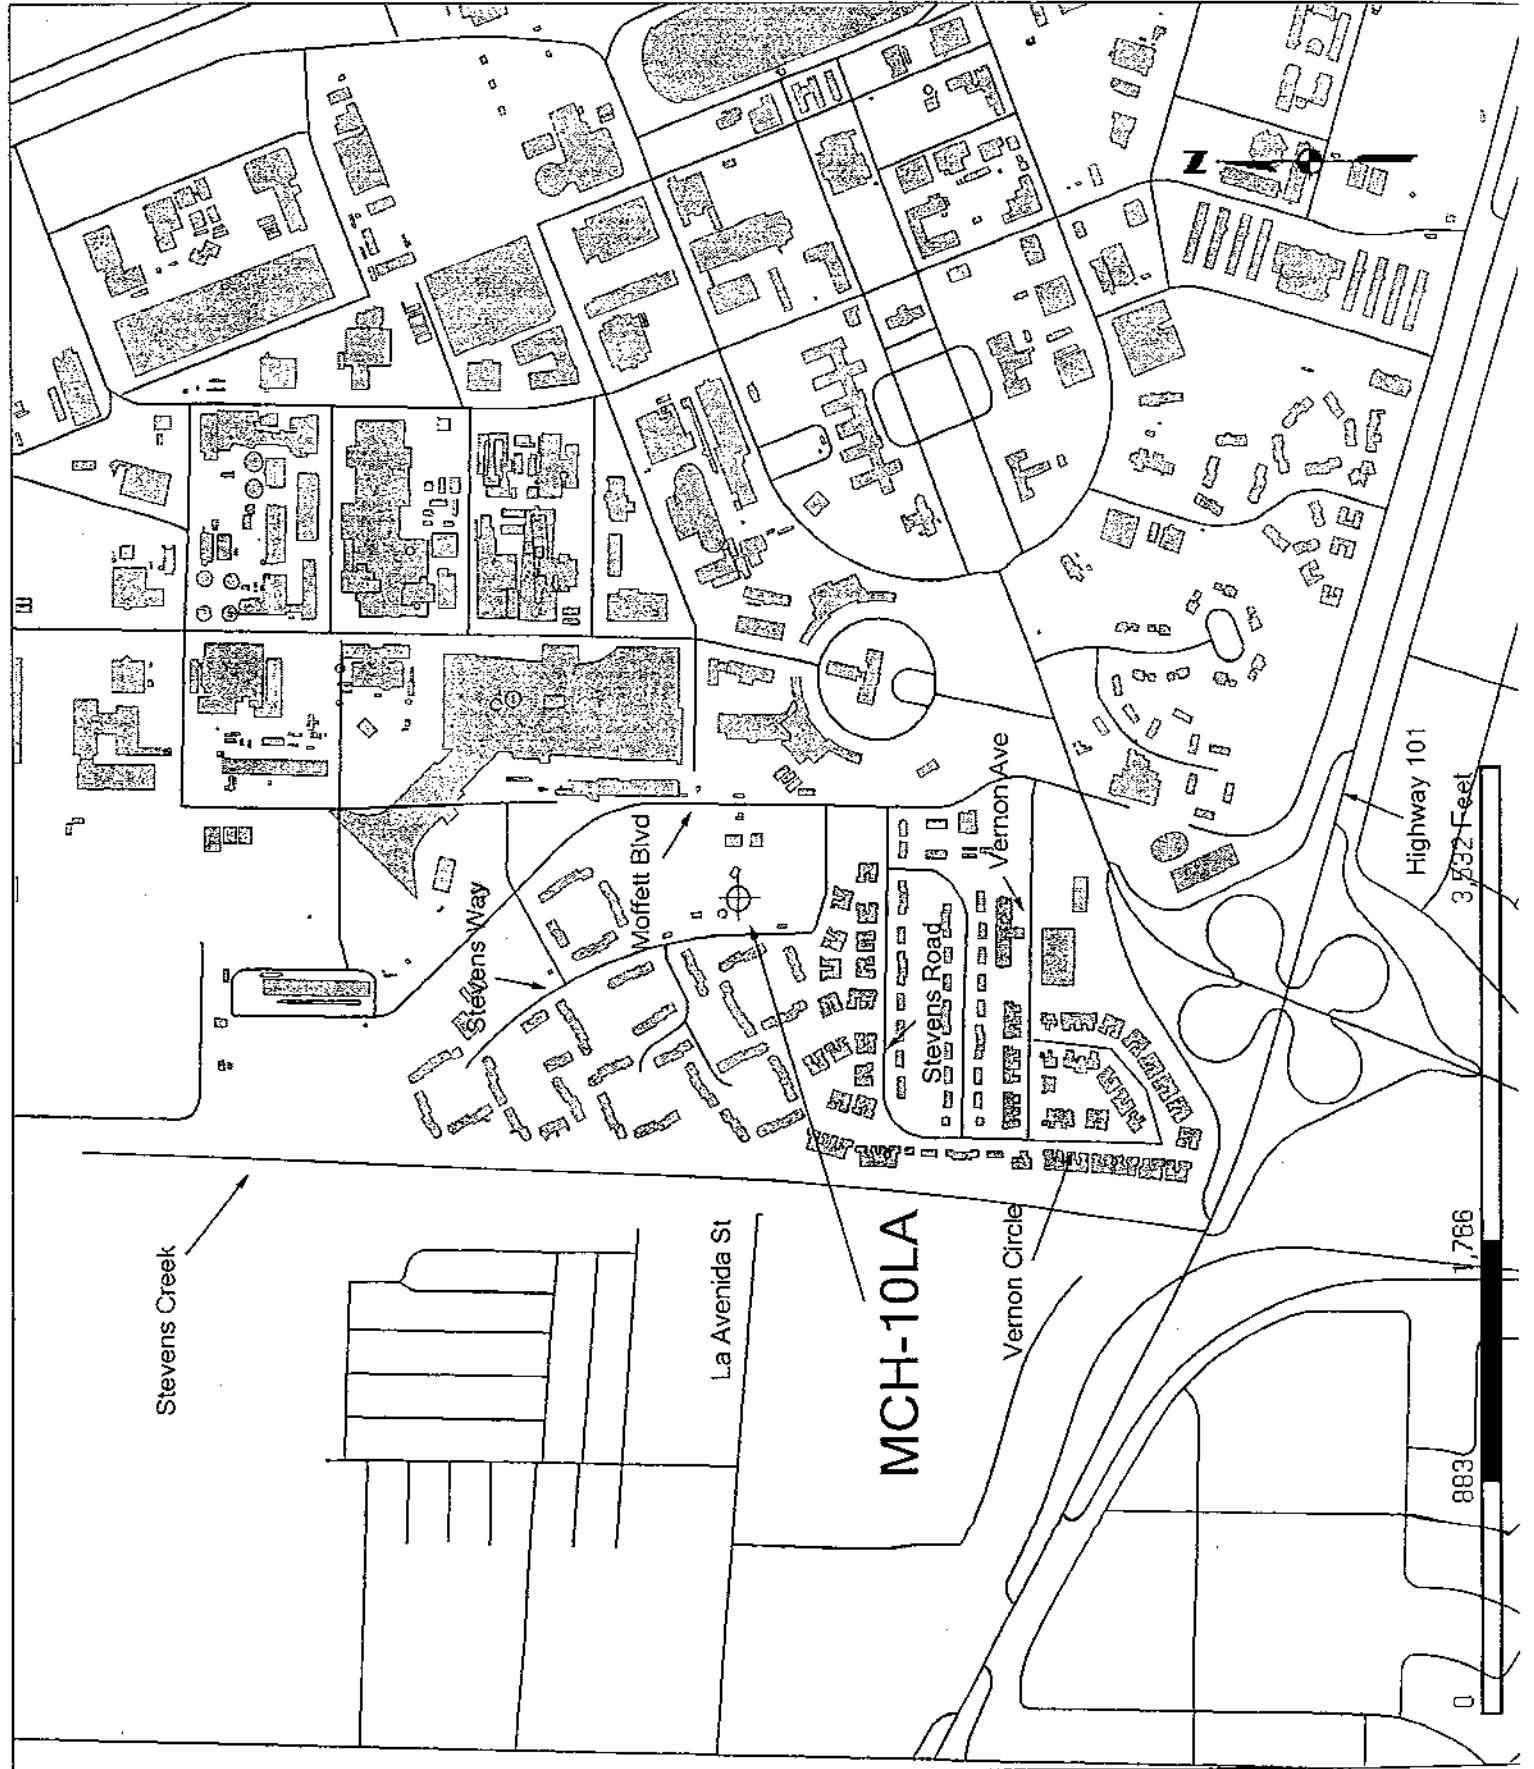 Stevens Creek
Stevens Way
Moffett Blvd
La Avenida St
MCH-10LA
Stevens Road
Vernon Circle
Vernon Ave
N
Highway 101
0 883 1,766 3,532 Feet